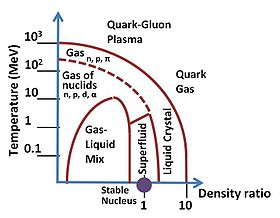 Quark-Gluon
Plasma
10³
Gas n, p, π
10²
Gas of
nuclids
n, p, d, α
Quark
Gas
10
1
0.1
Temperature (MeV)
Gas-
Liquid
Mix
Superfluid
Liquid Crystal
Stable
Nucleus
1
10
Density ratio